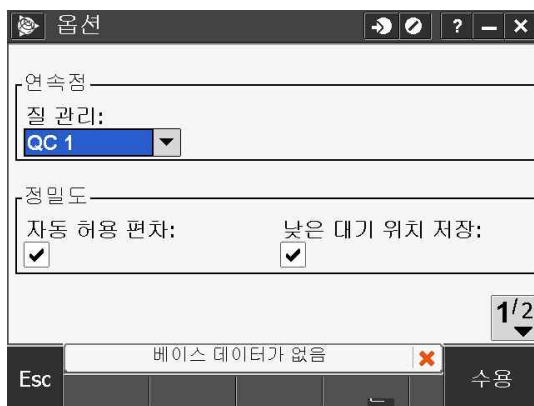 옵션
연속점
질 관리:
QC 1
정밀도
자동 허용 편차:
낮은 대기 위치 저장:
1/2
베이스 데이터가 없음
Esc
수용